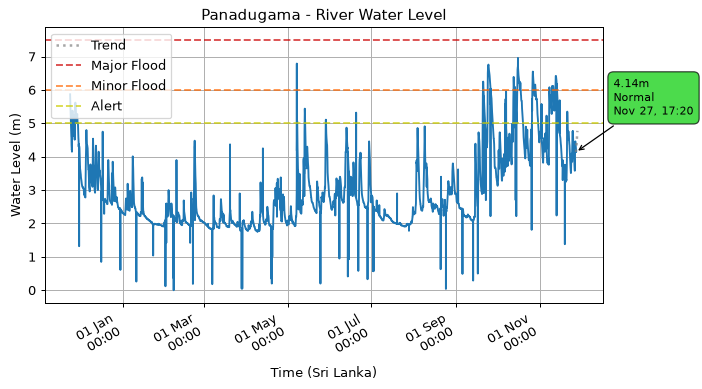 Panadugama - River Water Level
Trend
Major Flood
Minor Flood
Alert
4.14m
Normal
Nov 27, 17:20
Water Level (m)
7
6
5
4
3
2
1
0
01 Jan
00:00
01 Mar
00:00
01 May
00:00
01 Jul
00:00
01 Sep
00:00
01 Nov
00:00
Time (Sri Lanka)